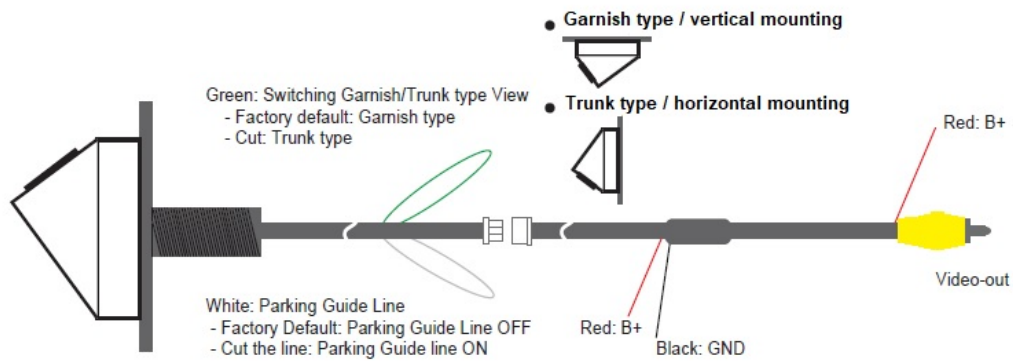 ● Garnish type / vertical mounting
Green: Switching Garnish/Trunk type View
- Factory default: Garnish type
- Cut: Trunk type
● Trunk type / horizontal mounting
Red: B+
Video-out
White: Parking Guide Line
- Factory Default: Parking Guide Line OFF
- Cut the line: Parking Guide line ON
Red: B+
Black: GND